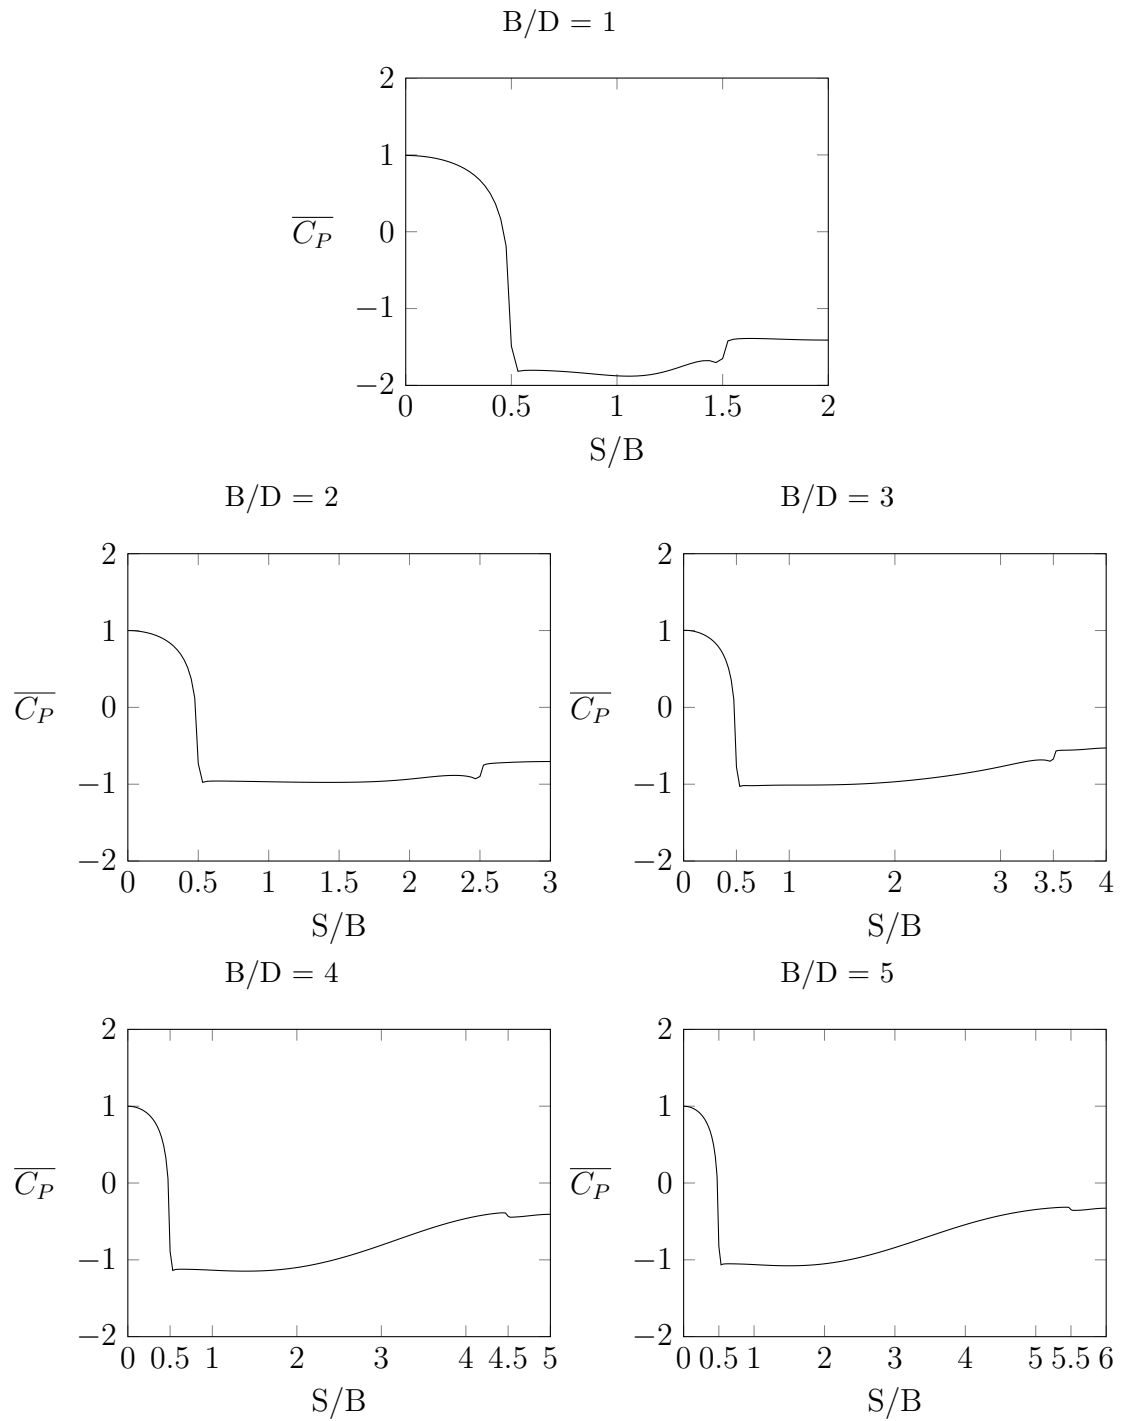 B/D = 1
2
1
0
−1
−2
0 0.5 1 1.5 2
C_P
S/B
B/D = 2
2
1
0
−1
−2
0 0.5 1 1.5 2 2.5 3
C_P
S/B
B/D = 3
2
1
0
−1
−2
0 0.5 1 2 3 3.5 4
C_P
S/B
B/D = 4
2
1
0
−1
−2
0 0.5 1 2 3 4 4.5 5
C_P
S/B
B/D = 5
2
1
0
−1
−2
0 0.5 1 2 3 4 5 5.5 6
C_P
S/B